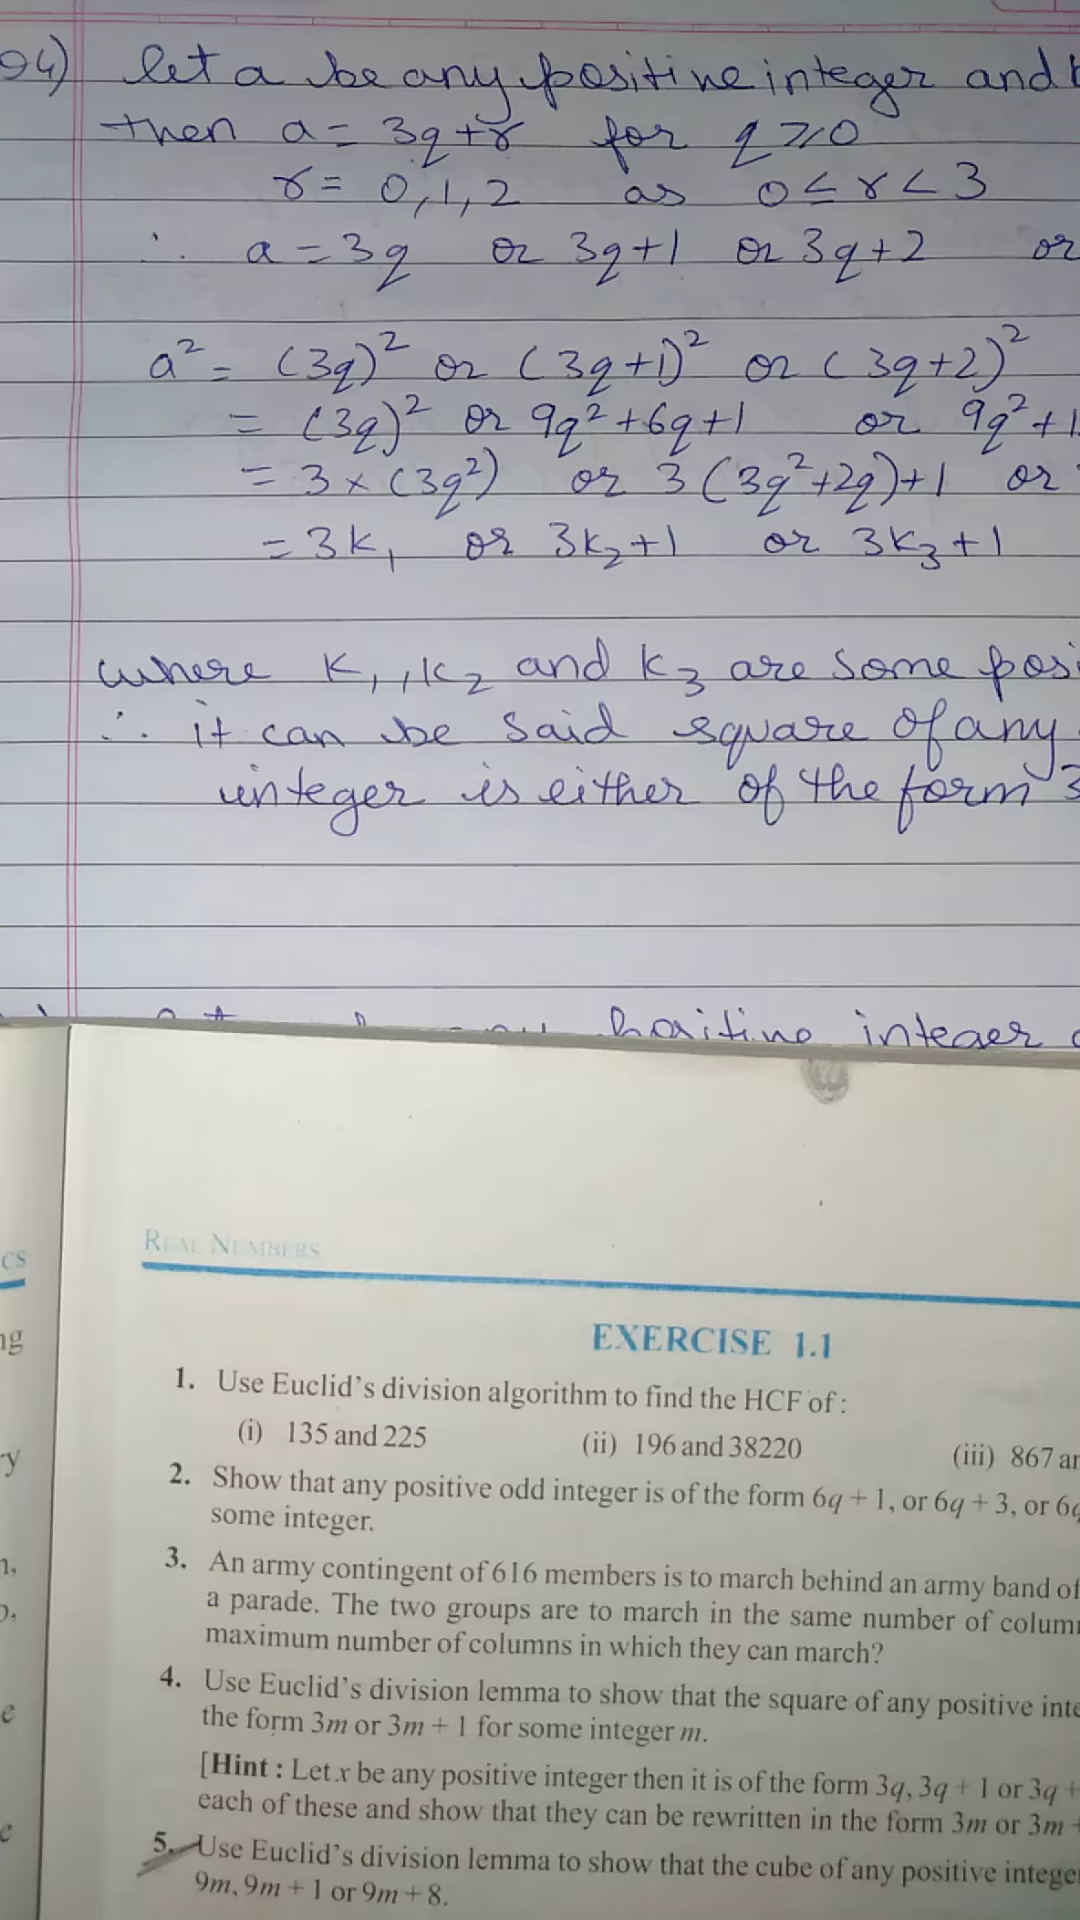 Q4) let a be any positive integer and
then a = 3q + r for q ≥ 0
r = 0, 1, 2 as 0 ≤ r < 3
∴ a = 3q or 3q+1 or 3q+2 or
a² = (3q)² or (3q+1)² or (3q+2)²
= (3q)² or 9q²+6q+1 or 9q²+1
= 3 × (3q²) or 3(3q²+2q)+1 or
= 3k₁ or 3k₂+1 or 3k₃+1
where k₁, k₂ and k₃ are some posi
∴ it can be said square of any
integer is either of the form 3
integer
REAL NUMBERS
cs
EXERCISE 1.1
ng
1. Use Euclid's division algorithm to find the HCF of :
(i) 135 and 225 (ii) 196 and 38220 (iii) 867 an
2. Show that any positive odd integer is of the form 6q + 1, or 6q + 3, or 6q
some integer.
3. An army contingent of 616 members is to march behind an army band of
a parade. The two groups are to march in the same number of colum
maximum number of columns in which they can march?
4. Use Euclid's division lemma to show that the square of any positive inte
the form 3m or 3m + 1 for some integer m.
[Hint : Let x be any positive integer then it is of the form 3q, 3q + 1 or 3q +
each of these and show that they can be rewritten in the form 3m or 3m +
5. Use Euclid's division lemma to show that the cube of any positive intege
9m, 9m + 1 or 9m + 8.